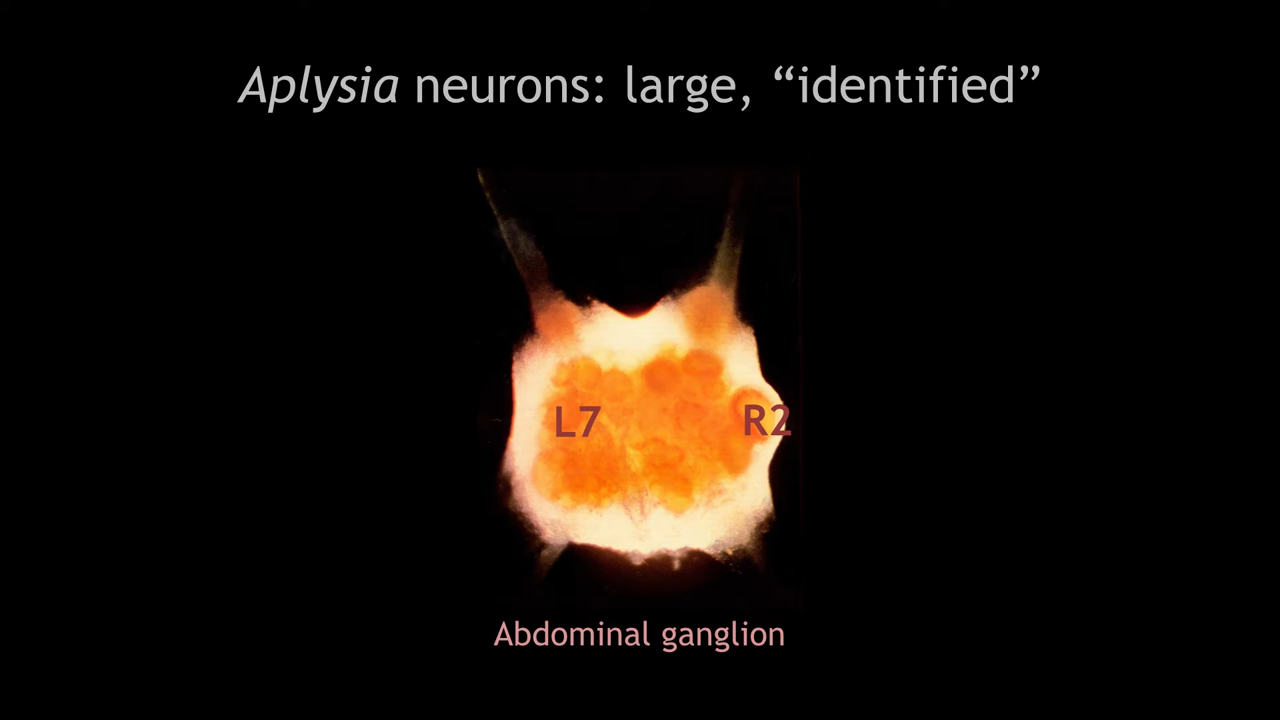 Aplysia neurons: large, “identified”
L7
R2
Abdominal ganglion